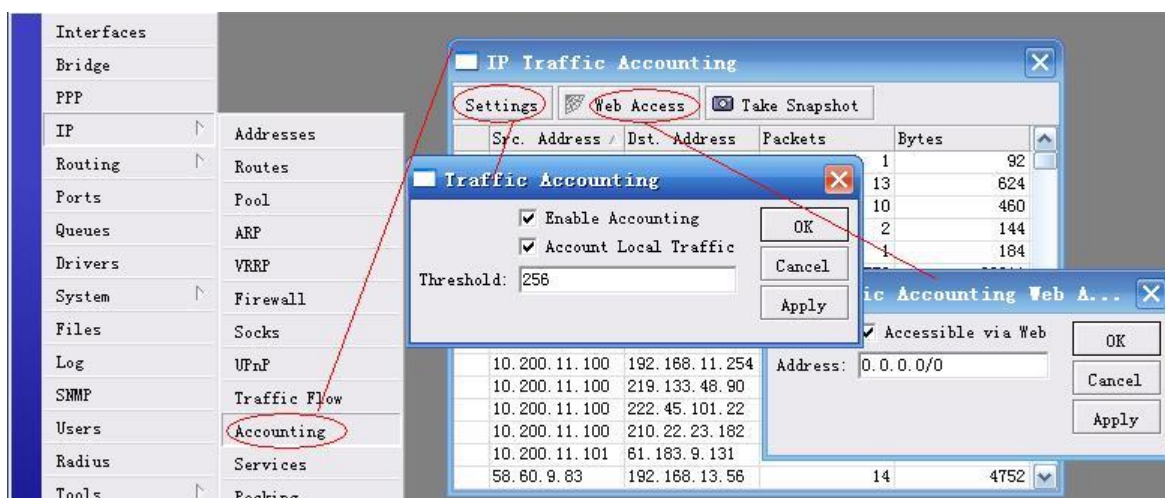 Interfaces
Bridge
PPP
IP
Routing
Ports
Queues
Drivers
System
Files
Log
SNMP
Users
Radius
Tools
Addresses
Routes
Pool
ARP
VRRP
Firewall
Socks
UPnP
Traffic Flow
Accounting
Services
Packing
IP Traffic Accounting
Settings Web Access Take Snapshot
Src. Address Dst. Address Packets Bytes
1 92
13 624
10 460
2 144
1 184
Traffic Accounting
Enable Accounting
Account Local Traffic
Threshold: 256
OK
Cancel
Apply
ic Accounting Web A...
Accessible via Web
Address: 0.0.0.0/0
OK
Cancel
Apply
10.200.11.100 192.168.11.254
10.200.11.100 219.133.48.90
10.200.11.100 222.45.101.22
10.200.11.100 210.22.23.182
10.200.11.101 61.183.9.131
58.60.9.83 192.168.13.56 14 4752